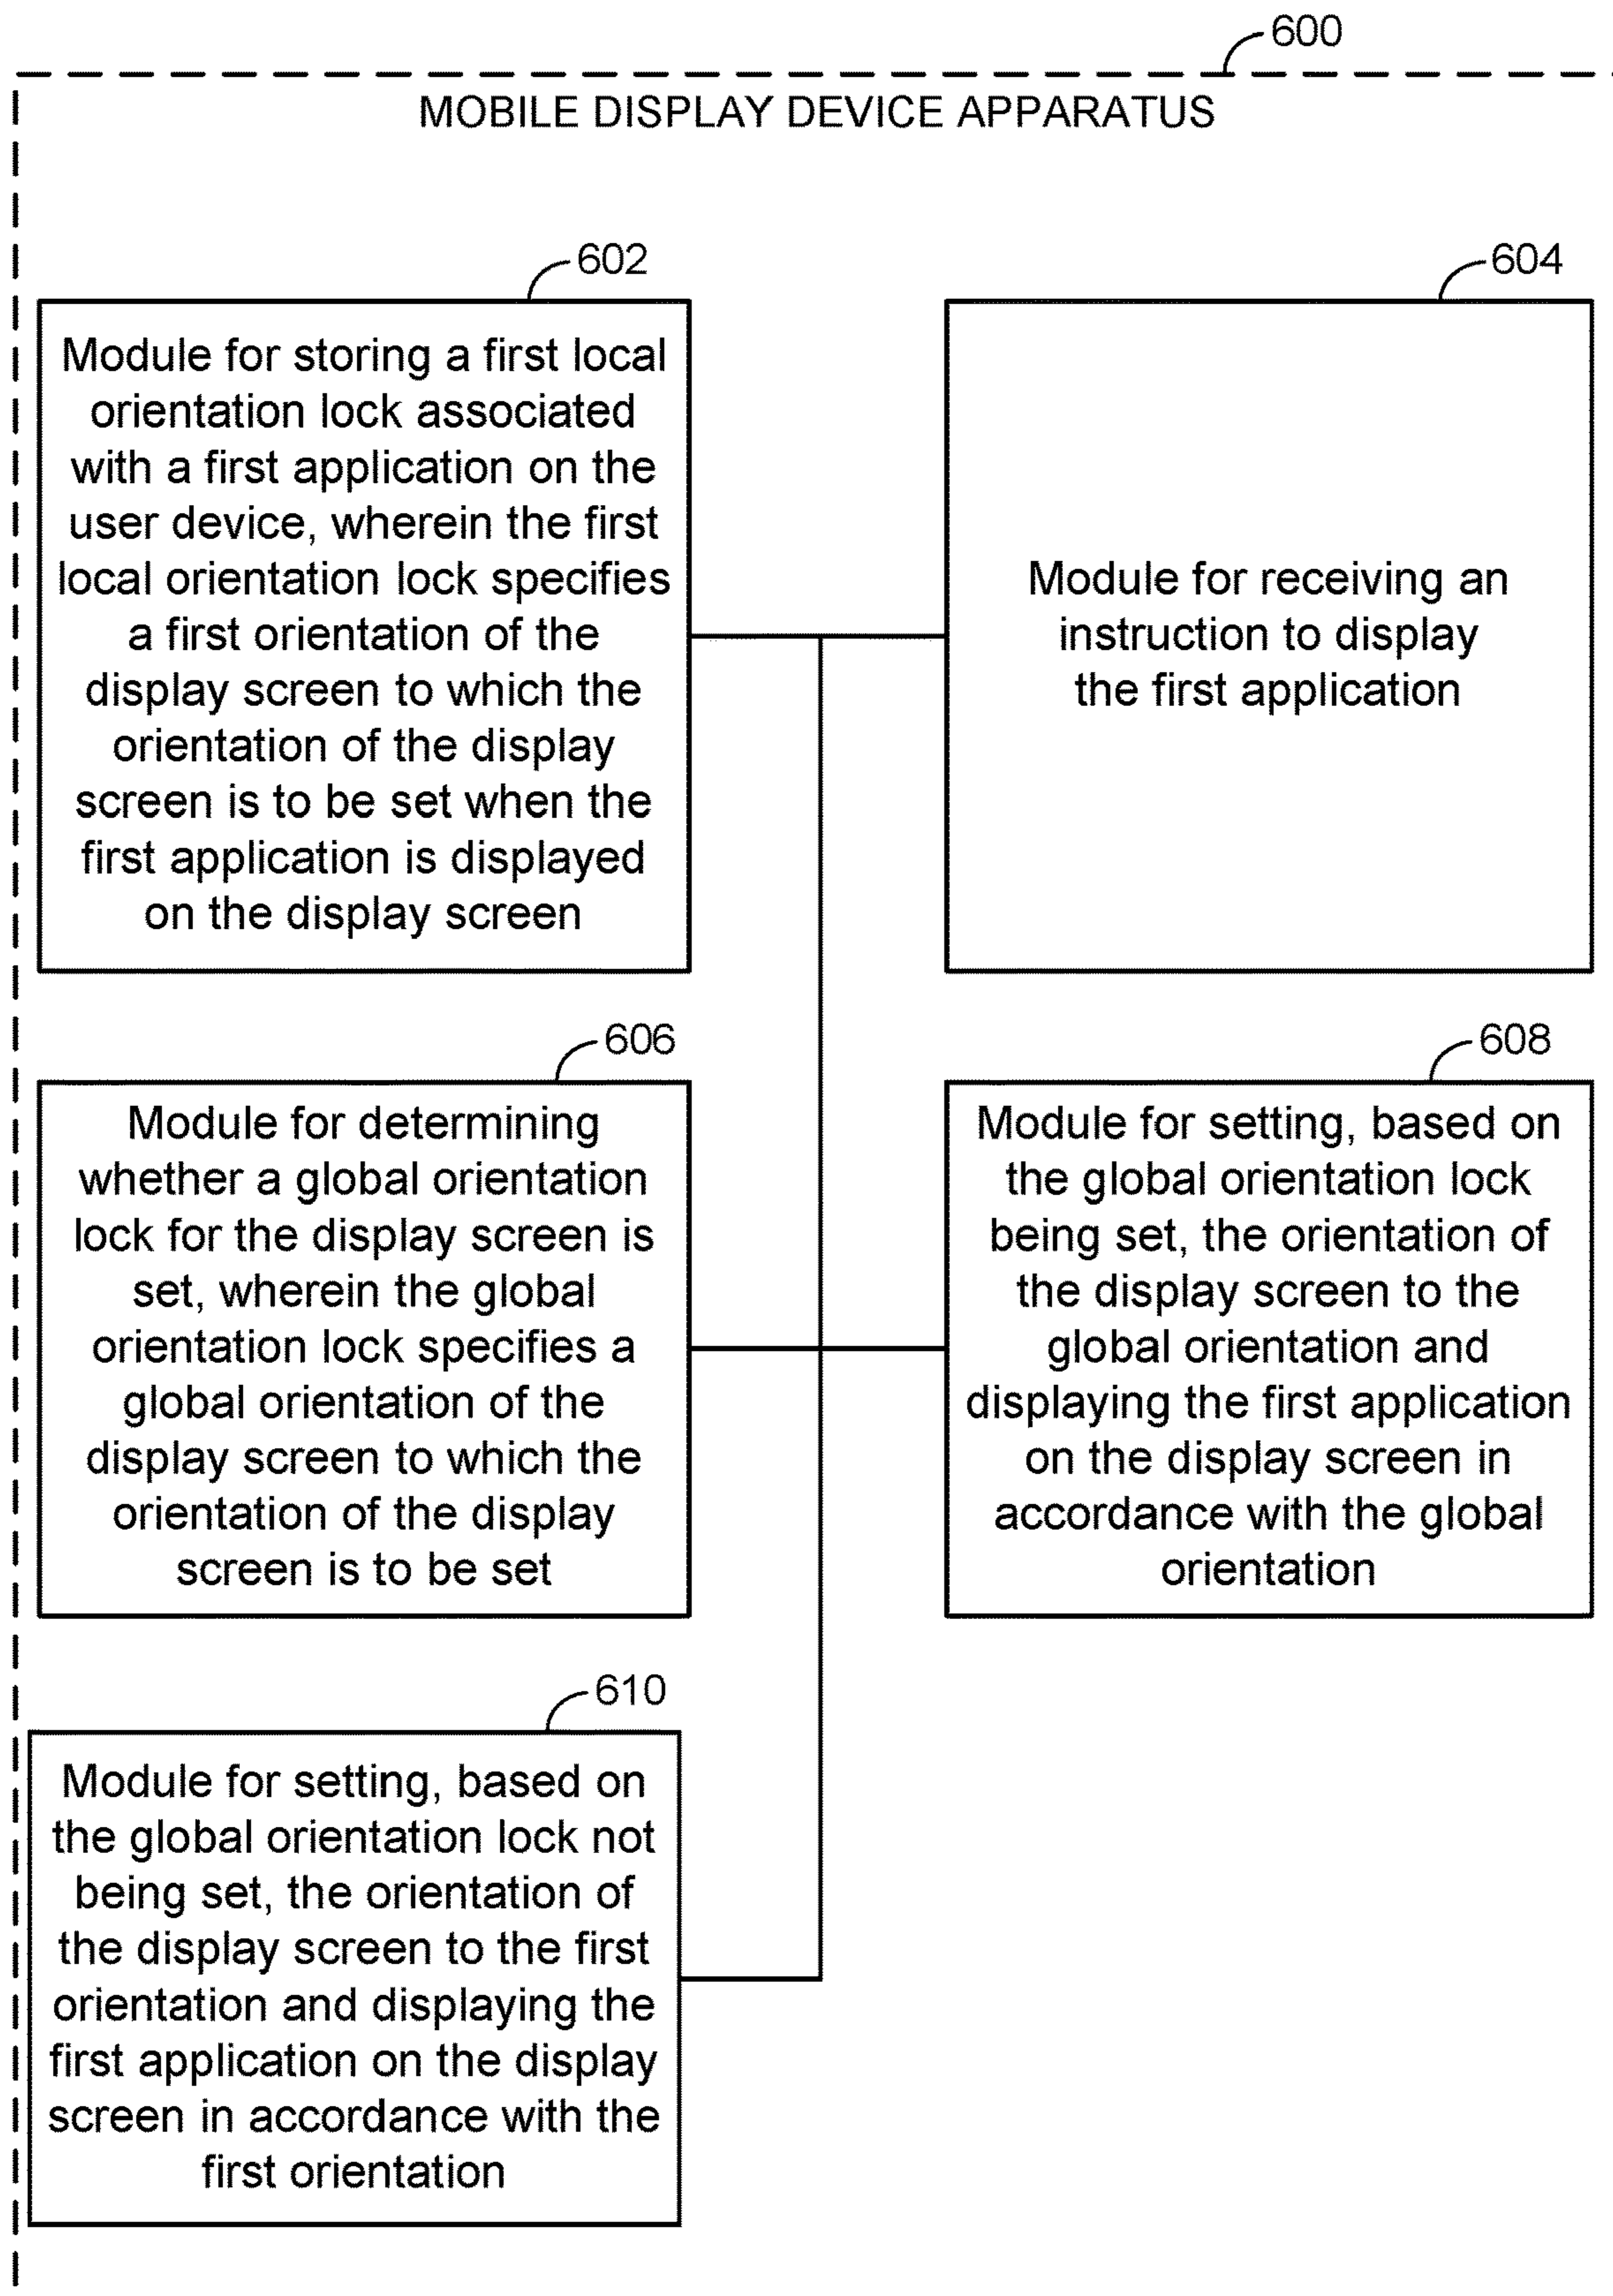 600
MOBILE DISPLAY DEVICE APPARATUS
602
Module for storing a first local
orientation lock associated
with a first application on the
user device, wherein the first
local orientation lock specifies
a first orientation of the
display screen to which the
orientation of the display
screen is to be set when the
first application is displayed
on the display screen
604
Module for receiving an
instruction to display
the first application
606
Module for determining
whether a global orientation
lock for the display screen is
set, wherein the global
orientation lock specifies a
global orientation of the
display screen to which the
orientation of the display
screen is to be set
608
Module for setting, based on
the global orientation lock
being set, the orientation of
the display screen to the
global orientation and
displaying the first application
on the display screen in
accordance with the global
orientation
610
Module for setting, based on
the global orientation lock not
being set, the orientation of
the display screen to the first
orientation and displaying the
first application on the display
screen in accordance with the
first orientation